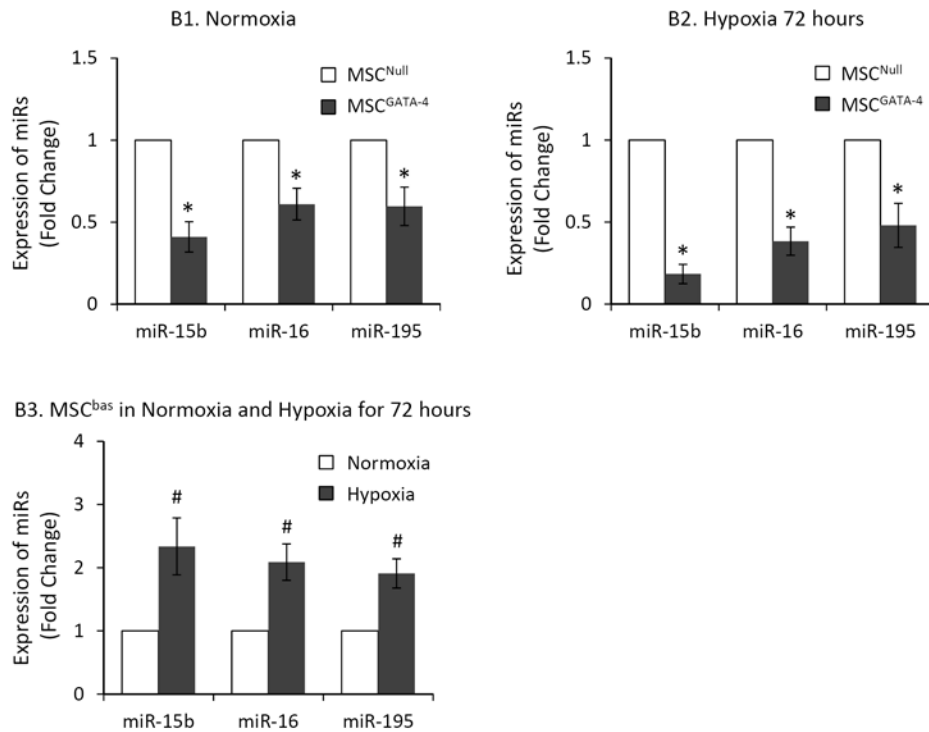 B1. Normoxia
Expression of miRs
(Fold Change)
1.5
1
0.5
0
MSC^Null
MSC^GATA-4
*
*
*
miR-15b
miR-16
miR-195
B2. Hypoxia 72 hours
Expression of miRs
(Fold Change)
1.5
1
0.5
0
MSC^Null
MSC^GATA-4
*
*
*
miR-15b
miR-16
miR-195
B3. MSC^bas in Normoxia and Hypoxia for 72 hours
Expression of miRs
(Fold Change)
4
3
2
1
0
Normoxia
Hypoxia
#
#
#
miR-15b
miR-16
miR-195